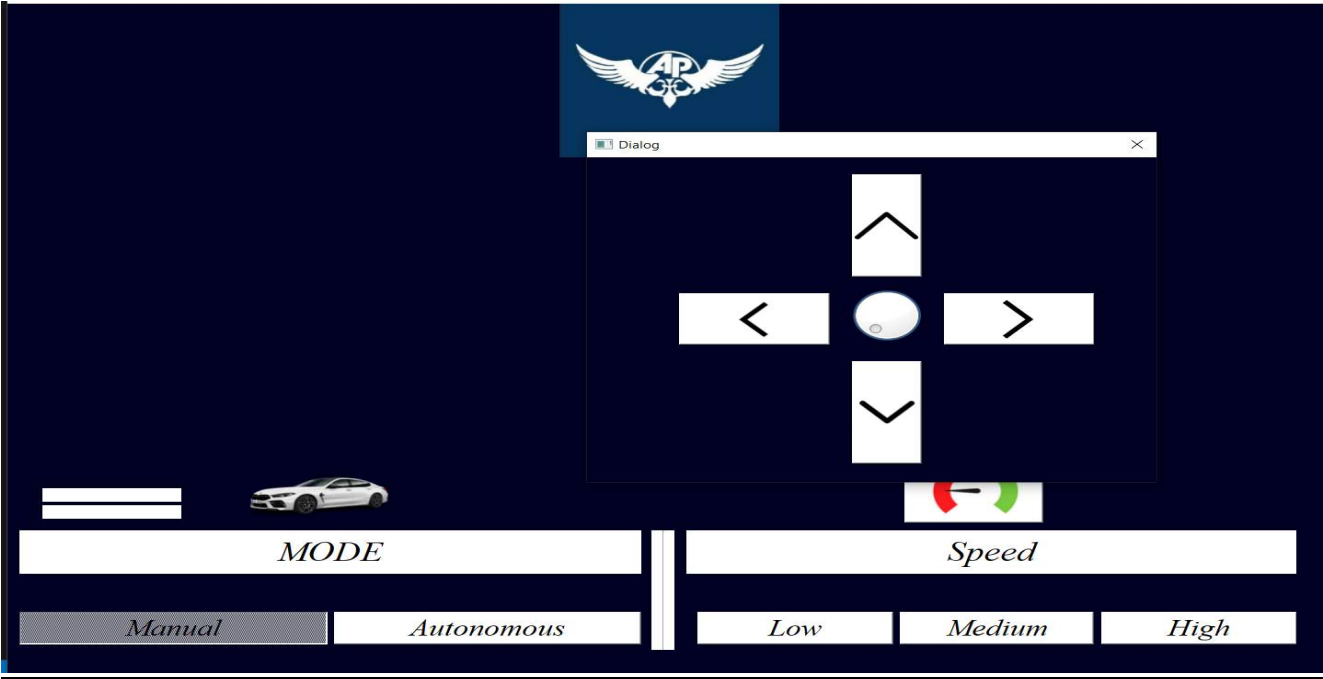 AP
Dialog
MODE
Speed
Manual
Autonomous
Low
Medium
High